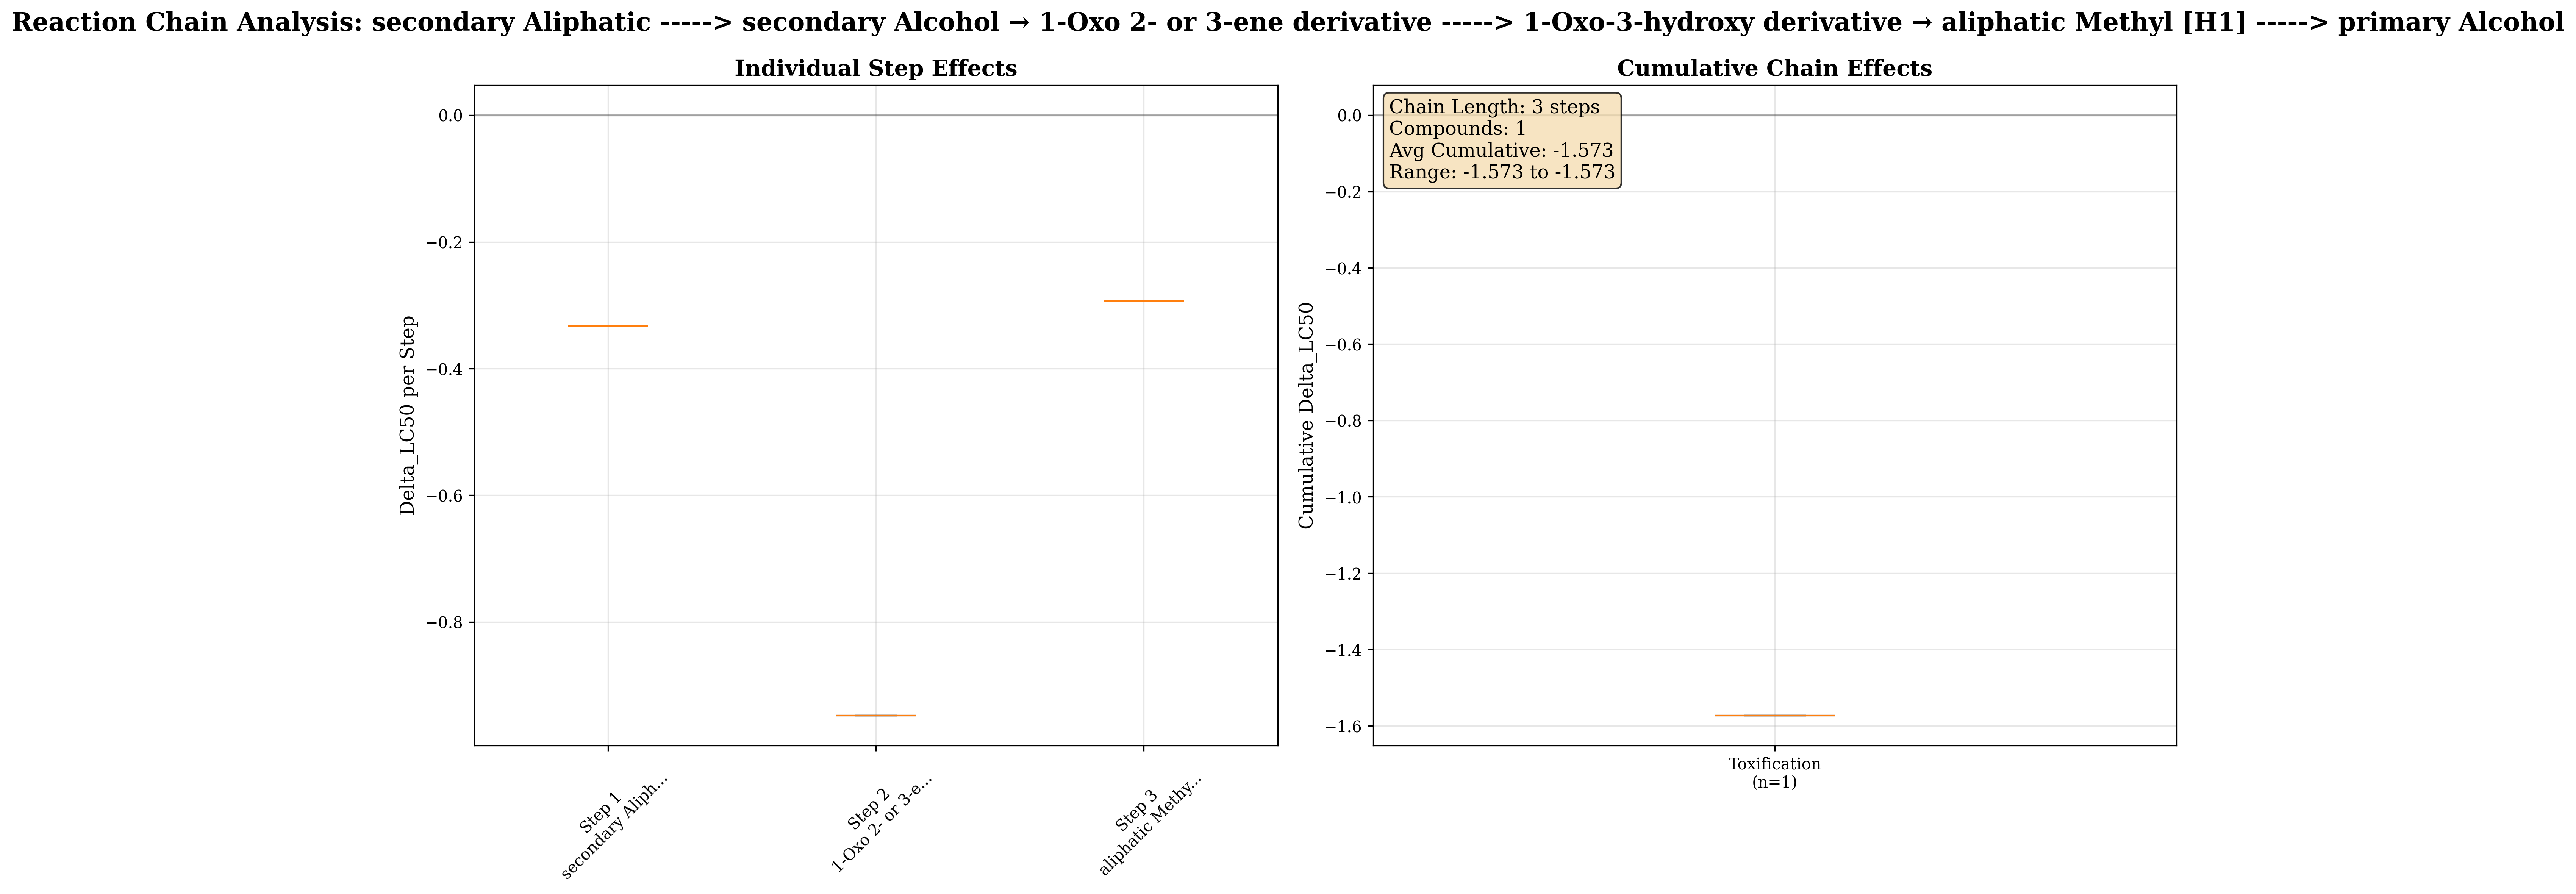 Reaction Chain Analysis: secondary Aliphatic -----> secondary Alcohol → 1-Oxo 2- or 3-ene derivative -----> 1-Oxo-3-hydroxy derivative → aliphatic Methyl [H1] -----> primary Alcohol
Individual Step Effects
Delta_LC50 per Step
0.0
−0.2
−0.4
−0.6
−0.8
Step 1
secondary Aliph...
Step 2
1-Oxo 2- or 3-e...
Step 3
aliphatic Methy...
Cumulative Chain Effects
Chain Length: 3 steps
Compounds: 1
Avg Cumulative: -1.573
Range: -1.573 to -1.573
Cumulative Delta_LC50
0.0
−0.2
−0.4
−0.6
−0.8
−1.0
−1.2
−1.4
−1.6
Toxification
(n=1)